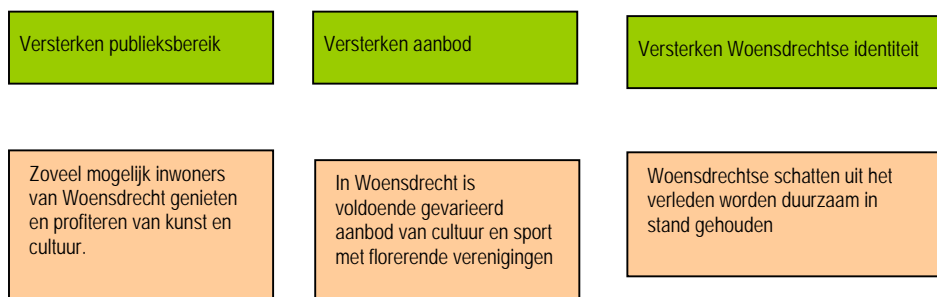 Versterken publieksbereik
Versterken aanbod
Versterken Woensdrechtse identiteit
Zoveel mogelijk inwoners
van Woensdrecht genieten
en profiteren van kunst en
cultuur.
In Woensdrecht is
voldoende gevarieerd
aanbod van cultuur en sport
met florerende verenigingen
Woensdrechtse schatten uit het
verleden worden duurzaam in
stand gehouden